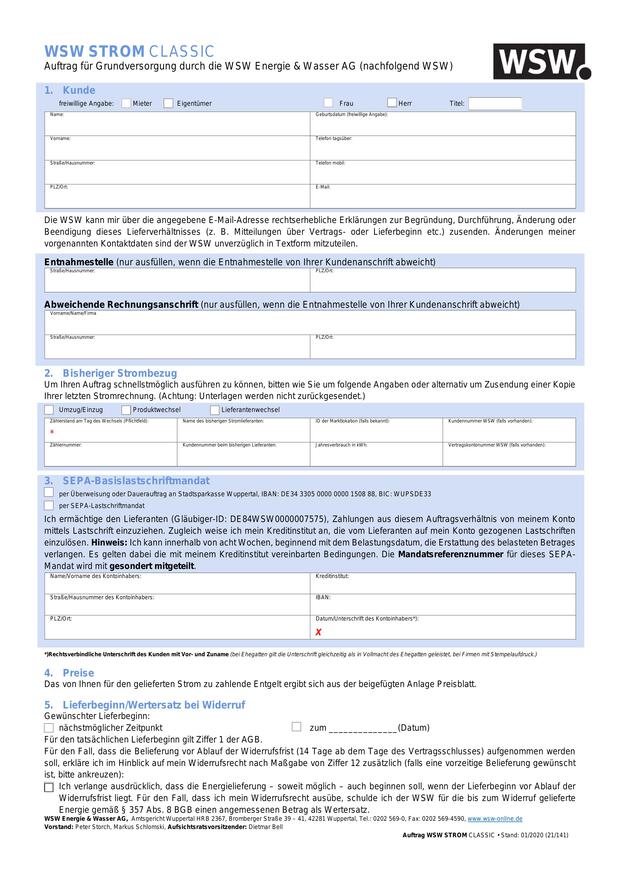 WSW STROM CLASSIC
Auftrag für Grundversorgung durch die WSW Energie & Wasser AG (nachfolgend WSW)
WSW.
1. Kunde
freiwillige Angabe: Mieter Eigentümer Frau Herr Titel:
Name: Geburtsdatum (freiwillige Angabe):
Vorname: Telefon tagsüber:
Straße/Hausnummer: Telefon mobil:
PLZ/Ort: E-Mail:
Die WSW kann mir über die angegebene E-Mail-Adresse rechtserhebliche Erklärungen zur Begründung, Durchführung, Änderung oder
Beendigung dieses Lieferverhältnisses (z. B. Mitteilungen über Vertrags- oder Lieferbeginn etc.) zusenden. Änderungen meiner
vorgenannten Kontaktdaten sind der WSW unverzüglich in Textform mitzuteilen.
Entnahmestelle (nur ausfüllen, wenn die Entnahmestelle von Ihrer Kundenanschrift abweicht)
Straße/Hausnummer: PLZ/Ort:
Abweichende Rechnungsanschrift (nur ausfüllen, wenn die Entnahmestelle von Ihrer Kundenanschrift abweicht)
Vorname/Name/Firma
Straße/Hausnummer: PLZ/Ort:
2. Bisheriger Strombezug
Um Ihren Auftrag schnellstmöglich ausführen zu können, bitten wie Sie um folgende Angaben oder alternativ um Zusendung einer Kopie
Ihrer letzten Stromrechnung. (Achtung: Unterlagen werden nicht zurückgesendet.)
Umzug/Einzug Produktwechsel Lieferantenwechsel
Zählerstand am Tag des Wechsels (Pflichtfeld): Name des bisherigen Stromlieferanten: ID der Marktlokation (falls bekannt): Kundennummer WSW (falls vorhanden):
*
Zählernummer: Kundennummer beim bisherigen Lieferanten. Jahresverbrauch in kWh: Vertragskontonummer WSW (falls vorhanden):
3. SEPA-Basislastschriftmandat
per Überweisung oder Dauerauftrag an Stadtsparkasse Wuppertal, IBAN: DE34 3305 0000 0000 1508 88, BIC: WUPSDE33
per SEPA-Lastschriftmandat
Ich ermächtige den Lieferanten (Gläubiger-ID: DE84WSW0000007575), Zahlungen aus diesem Auftragsverhältnis von meinem Konto
mittels Lastschrift einzuziehen. Zugleich weise ich mein Kreditinstitut an, die vom Lieferanten auf mein Konto gezogenen Lastschriften
einzulösen. Hinweis: Ich kann innerhalb von acht Wochen, beginnend mit dem Belastungsdatum, die Erstattung des belasteten Betrages
verlangen. Es gelten dabei die mit meinem Kreditinstitut vereinbarten Bedingungen. Die Mandatsreferenznummer für dieses SEPA-
Mandat wird mit gesondert mitgeteilt.
Name/Vorname des Kontoinhabers: Kreditinstitut:
Straße/Hausnummer des Kontoinhabers: IBAN:
PLZ/Ort: Datum/Unterschrift des Kontoinhabers*):
X
*)Rechtsverbindliche Unterschrift des Kunden mit Vor- und Zuname (bei Ehegatten gilt die Unterschrift gleichzeitig als in Vollmacht des Ehegatten geleistet, bei Firmen mit Stempelaufdruck).
4. Preise
Das von Ihnen für den gelieferten Strom zu zahlende Entgelt ergibt sich aus der beigefügten Anlage Preisblatt.
5. Lieferbeginn/Wertersatz bei Widerruf
Gewünschter Lieferbeginn:
nächstmöglicher Zeitpunkt zum ______________(Datum)
Für den tatsächlichen Lieferbeginn gilt Ziffer 1 der AGB.
Für den Fall, dass die Belieferung vor Ablauf der Widerrufsfrist (14 Tage ab dem Tage des Vertragsschlusses) aufgenommen werden
soll, erkläre ich im Hinblick auf mein Widerrufsrecht nach Maßgabe von Ziffer 12 zusätzlich (falls eine vorzeitige Belieferung gewünscht
ist, bitte ankreuzen):
Ich verlange ausdrücklich, dass die Energielieferung – soweit möglich – auch beginnen soll, wenn der Lieferbeginn vor Ablauf der
Widerrufsfrist liegt. Für den Fall, dass ich mein Widerrufsrecht ausübe, schulde ich der WSW für die bis zum Widerruf gelieferte
Energie gemäß § 357 Abs. 8 BGB einen angemessenen Betrag als Wertersatz.
WSW Energie & Wasser AG, Amtsgericht Wuppertal HRB 2367, Bromberger Straße 39 – 41, 42281 Wuppertal, Tel.: 0202 569-0, Fax: 0202 569-4590, www.wsw-online.de
Vorstand: Peter Storch, Markus Schlomski, Aufsichtsratsvorsitzender: Dietmar Bell
Auftrag WSW STROM CLASSIC • Stand: 01/2020 (21/141)